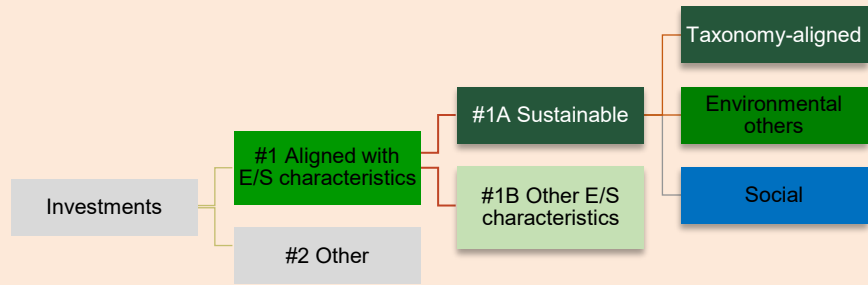 Investments
#1 Aligned with
E/S characteristics
#2 Other
#1A Sustainable
#1B Other E/S
characteristics
Taxonomy-aligned
Environmental
others
Social